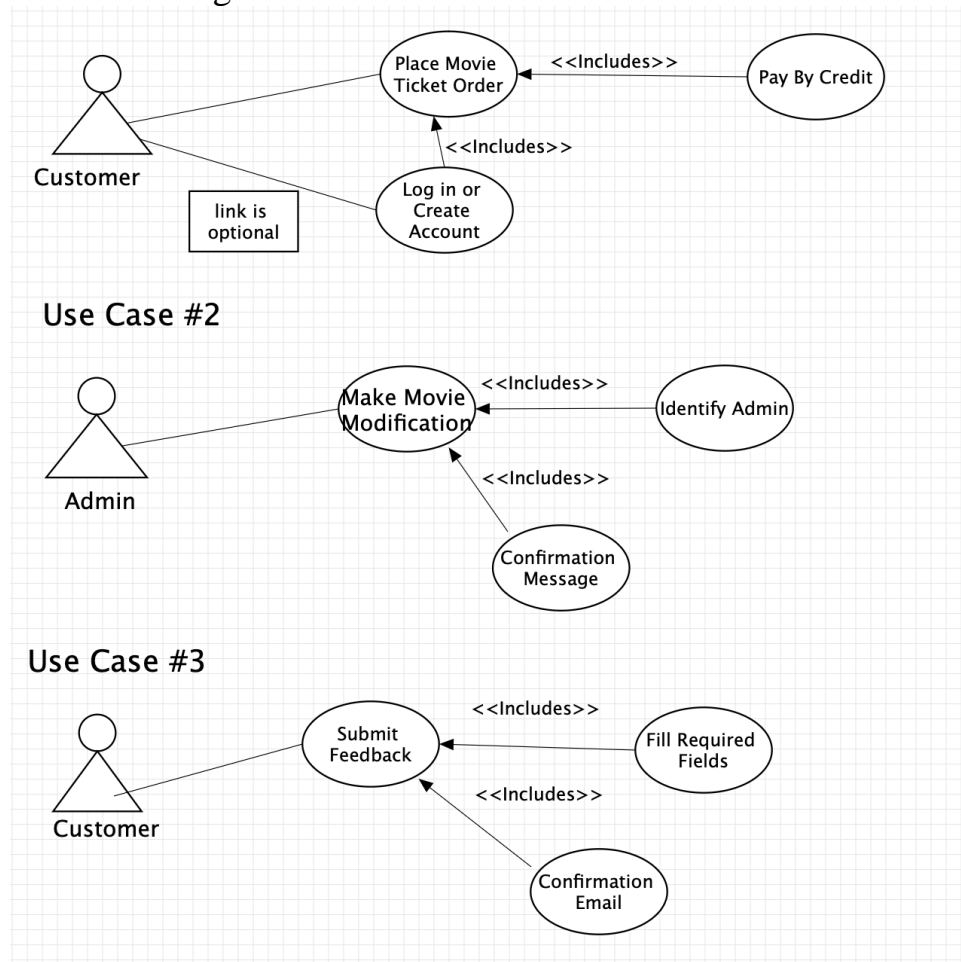 Place Movie
Ticket Order
<<Includes>>
Pay By Credit
<<Includes>>
Customer
Log in or
Create
Account
link is
optional
Use Case #2
Make Movie
Modification
<<Includes>>
Identify Admin
<<Includes>>
Admin
Confirmation
Message
Use Case #3
<<Includes>>
Submit
Feedback
Fill Required
Fields
<<Includes>>
Customer
Confirmation
Email